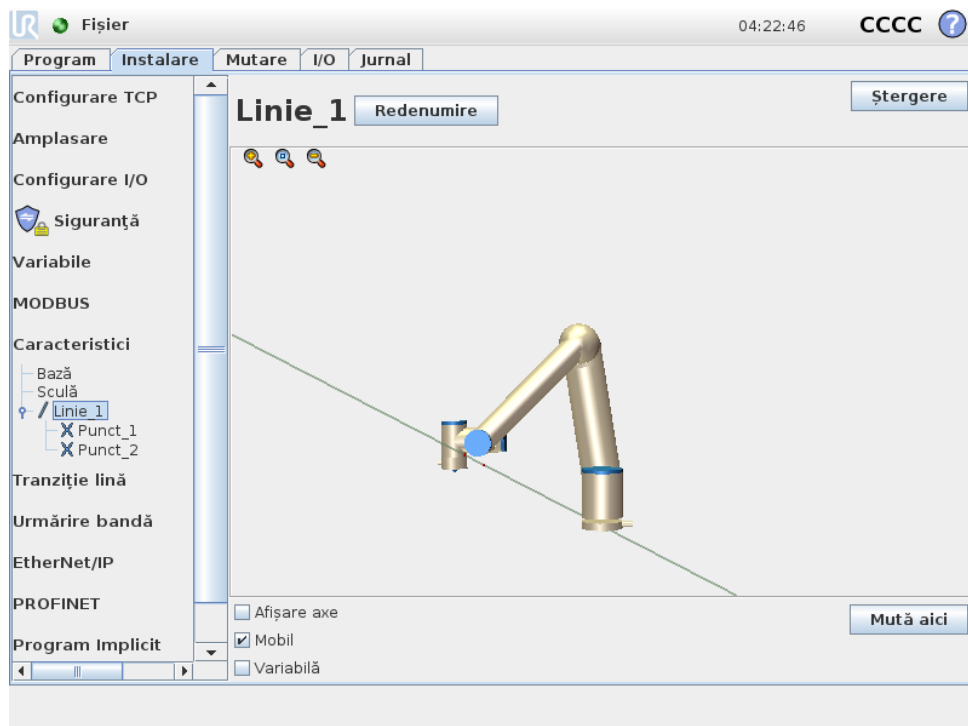 UR Fișier 04:22:46 CCCC ?
Program Instalare Mutare I/O Jurnal
Configurare TCP
Amplasare
Configurare I/O
Siguranţă
Variabile
MODBUS
Caracteristici
Bază
Sculă
Linie_1
Punct_1
Punct_2
Tranziție lină
Urmărire bandă
EtherNet/IP
PROFINET
Program Implicit
Linie_1 Redenumire Ștergere
Afișare axe
Mobil
Variabilă
Mută aici